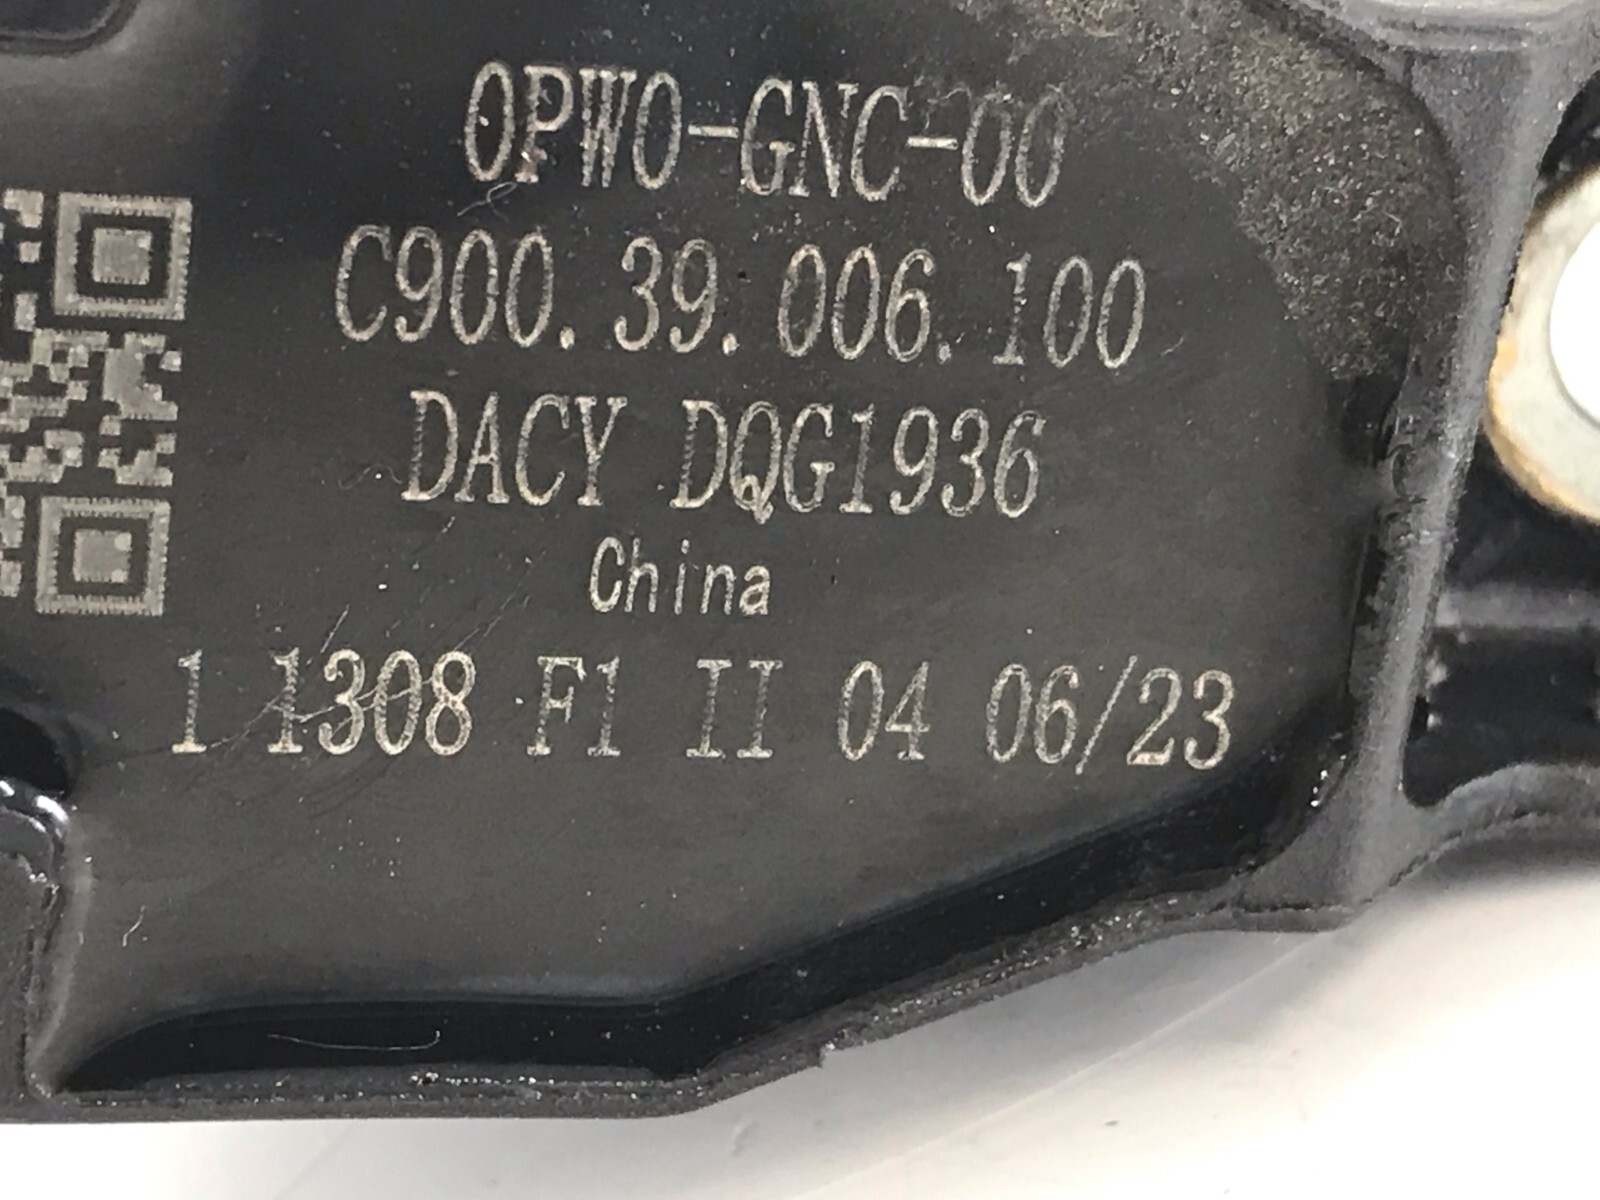 0PW0-GNC-00
C900.39.006.100
DACY DQG1936
China
1 1308 F1 II 04 06/23